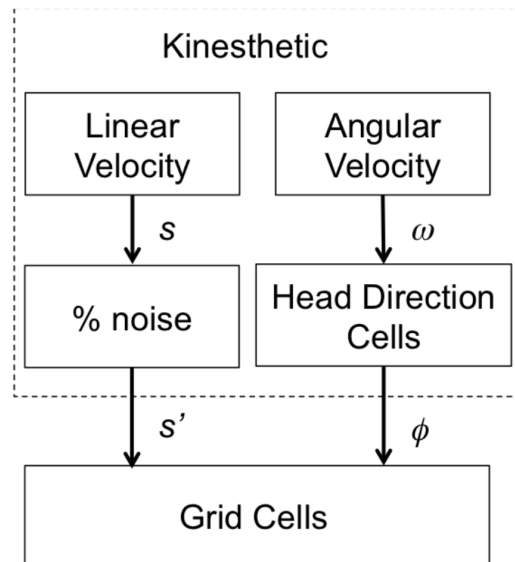 Kinesthetic
Linear
Velocity
Angular
Velocity
s
ω
% noise
Head Direction
Cells
s’
ϕ
Grid Cells